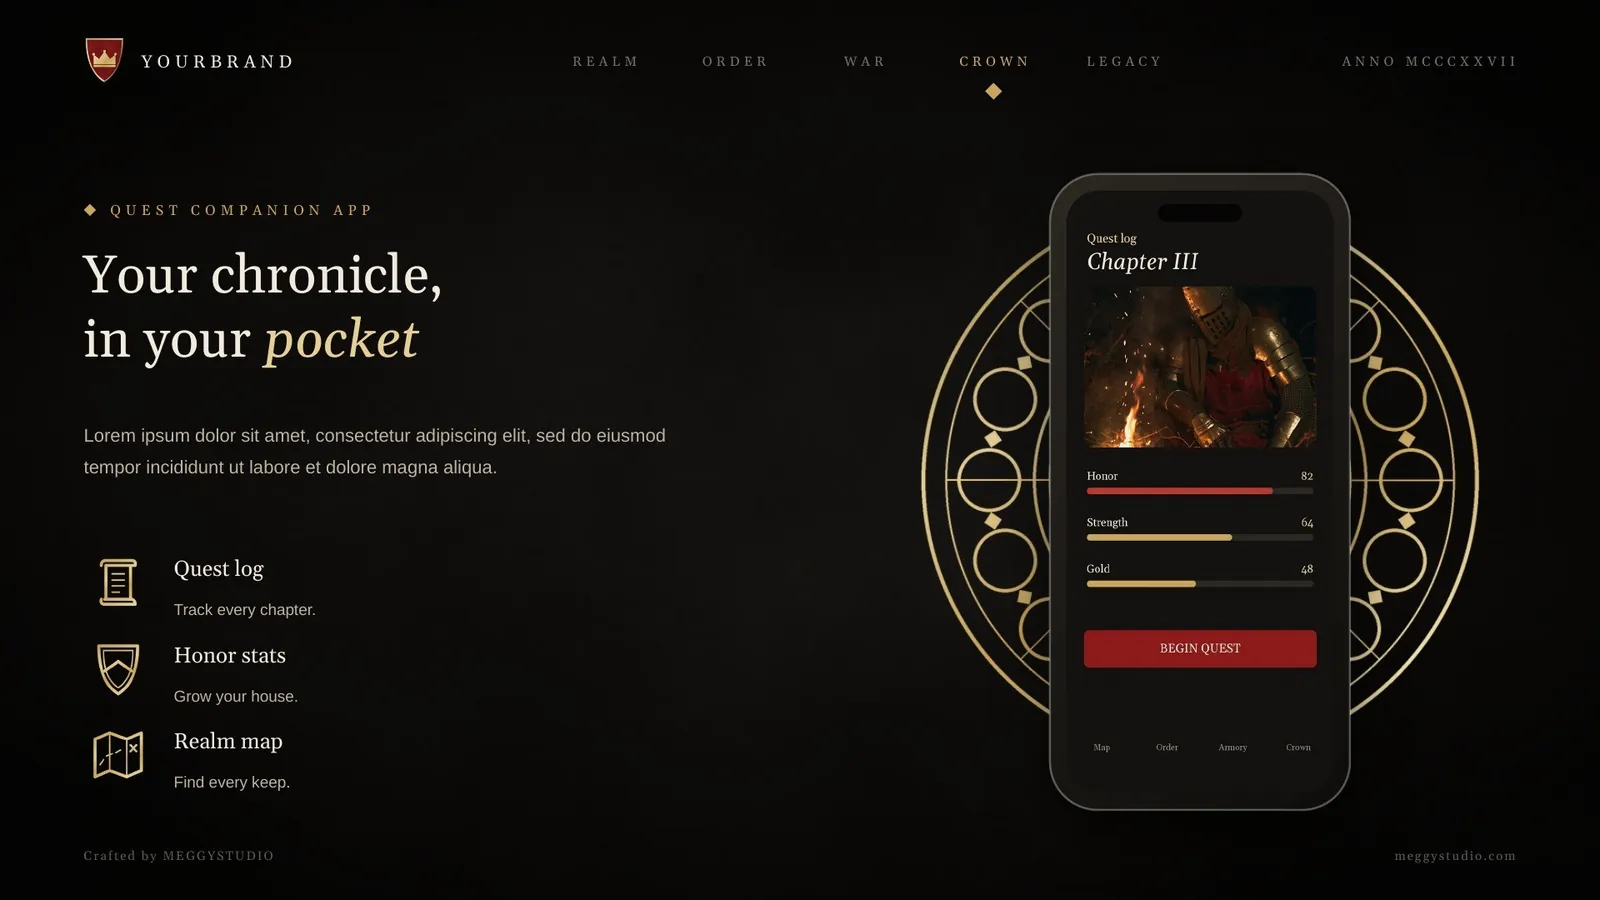 YOURBRAND
REALM
ORDER
WAR
CROWN
LEGACY
ANNO MCCCXXVII
QUEST COMPANION APP
Your chronicle,
in your pocket
Lorem ipsum dolor sit amet, consectetur adipiscing elit, sed do eiusmod
tempor incididunt ut labore et dolore magna aliqua.
Quest log
Track every chapter.
Honor stats
Grow your house.
Realm map
Find every keep.
Quest log
Chapter III
Honor 82
Strength 64
Gold 48
BEGIN QUEST
Map
Order
Armory
Crown
Crafted by MEGGYSTUDIO
meggystudio.com